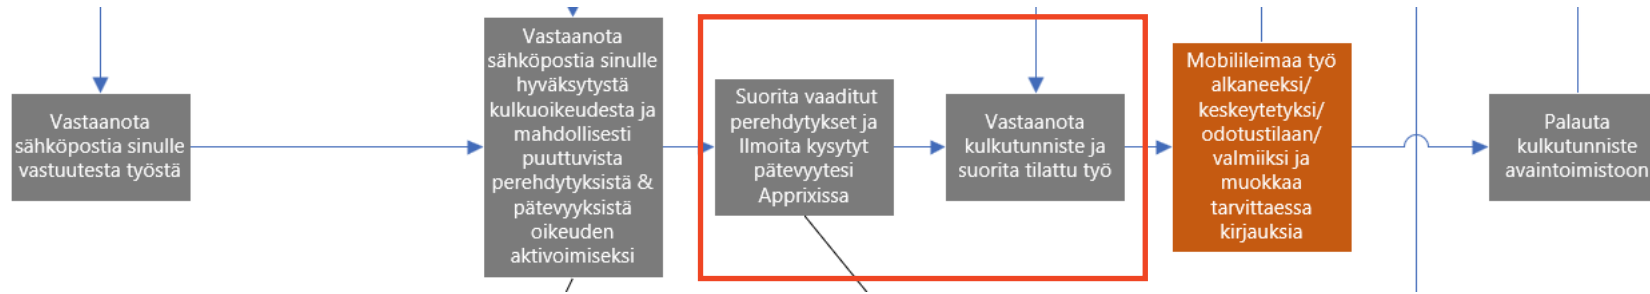 Vastaanota
sähköpostia sinulle
vastuutesta työstä
Vastaanota
sähköpostia sinulle
hyväksytystä
kulkuoikeudesta ja
mahdollisesti
puuttuvista
perehdytyksistä &
pätevyyksistä
oikeuden
aktivoimiseksi
Suorita vaaditut
perehdytykset ja
Ilmoita kysytyt
pätevyytesi
Apprixissa
Vastaanota
kulkutunniste ja
suorita tilattu työ
Mobilileimaa työ
alkaneeksi/
keskeytetyksi/
odotustilaan/
valmiiksi ja
muokkaa
tarvittaessa
kirjauksia
Palauta
kulkutunniste
avaintoimistoon